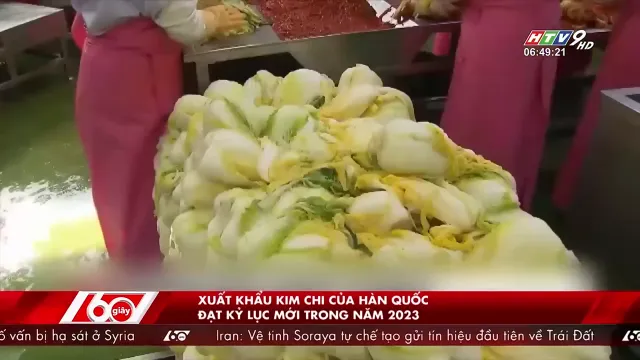 HTV9 HD
06:49:21
60 giây
XUẤT KHẨU KIM CHI CỦA HÀN QUỐC
ĐẠT KỶ LỤC MỚI TRONG NĂM 2023
ố vấn bị hạ sát ở Syria 60 Iran: Vệ tinh Soraya tự chế tạo gửi tín hiệu đầu tiên về Trái Đất